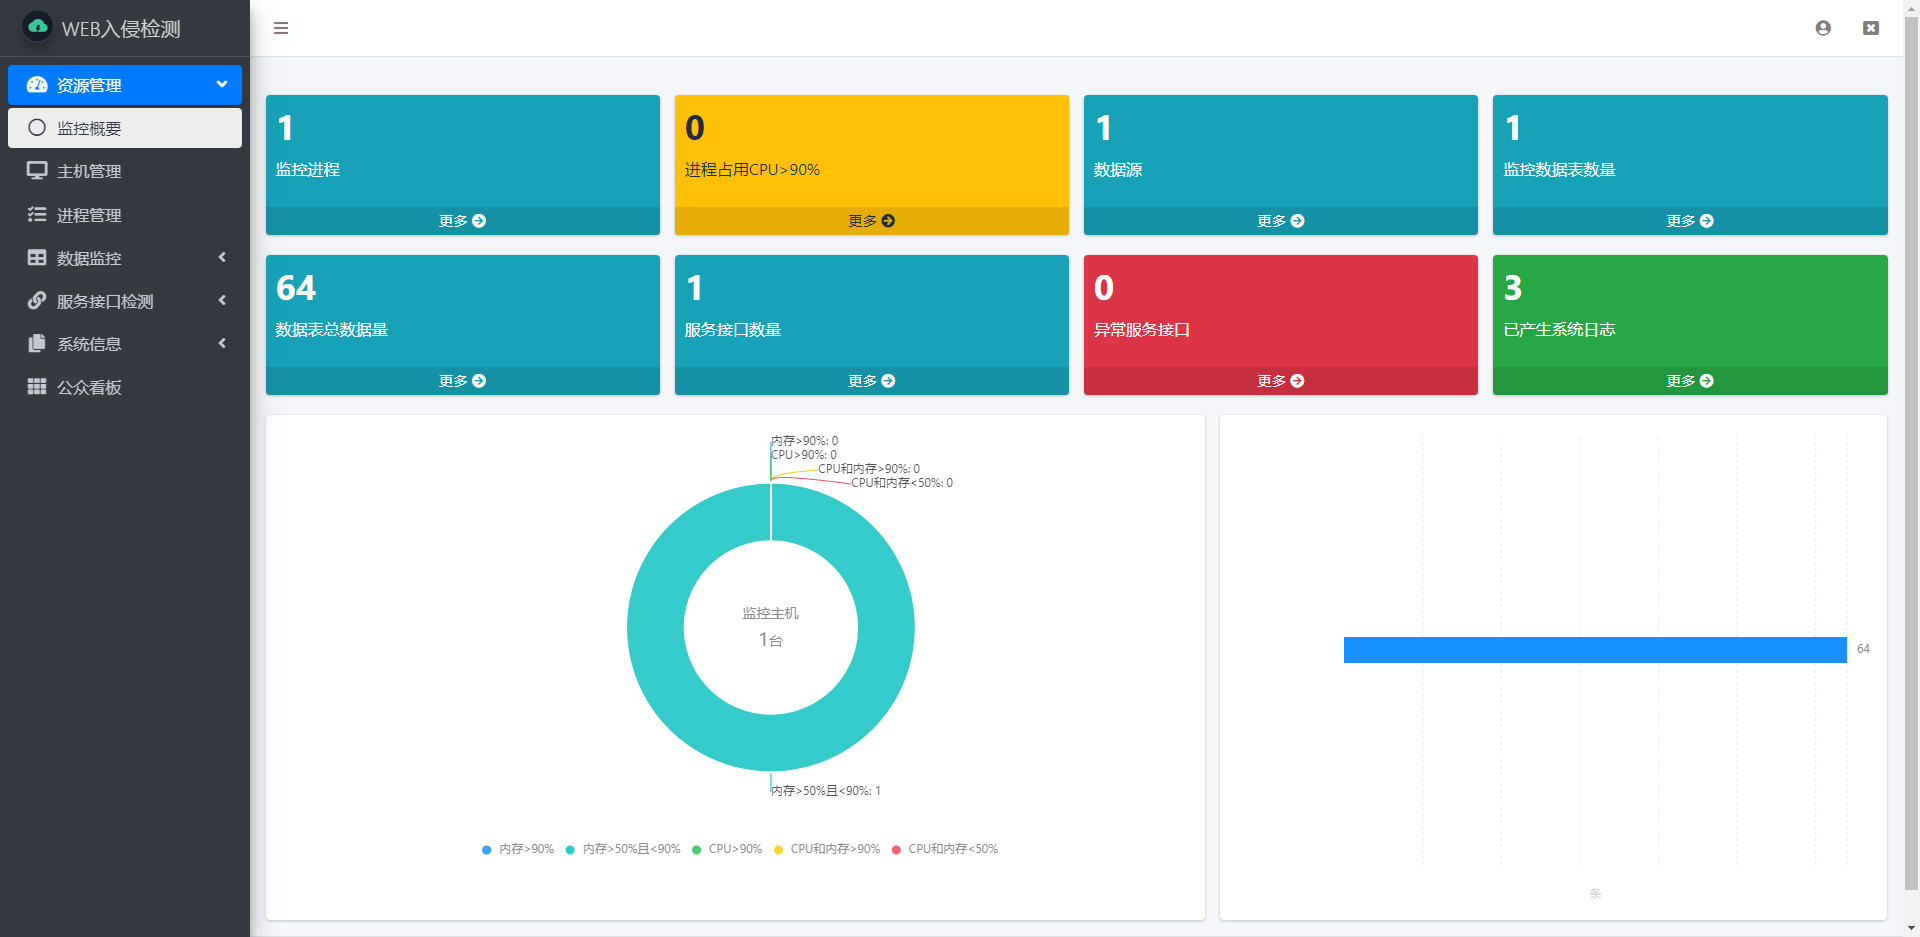 WEB入侵检测
资源管理
监控概要
主机管理
进程管理
数据监控
服务接口检测
系统信息
公众看板
1
监控进程
更多
0
进程占用CPU>90%
更多
1
数据源
更多
1
监控数据表数量
更多
64
数据表总数据量
更多
1
服务接口数量
更多
0
异常服务接口
更多
3
已产生系统日志
更多
内存>90%: 0
CPU>90%: 0
CPU和内存>90%: 0
CPU和内存<50%: 0
监控主机
1台
内存>50%且<90%: 1
内存>90% 内存>50%且<90% CPU>90% CPU和内存>90% CPU和内存<50%
64
条